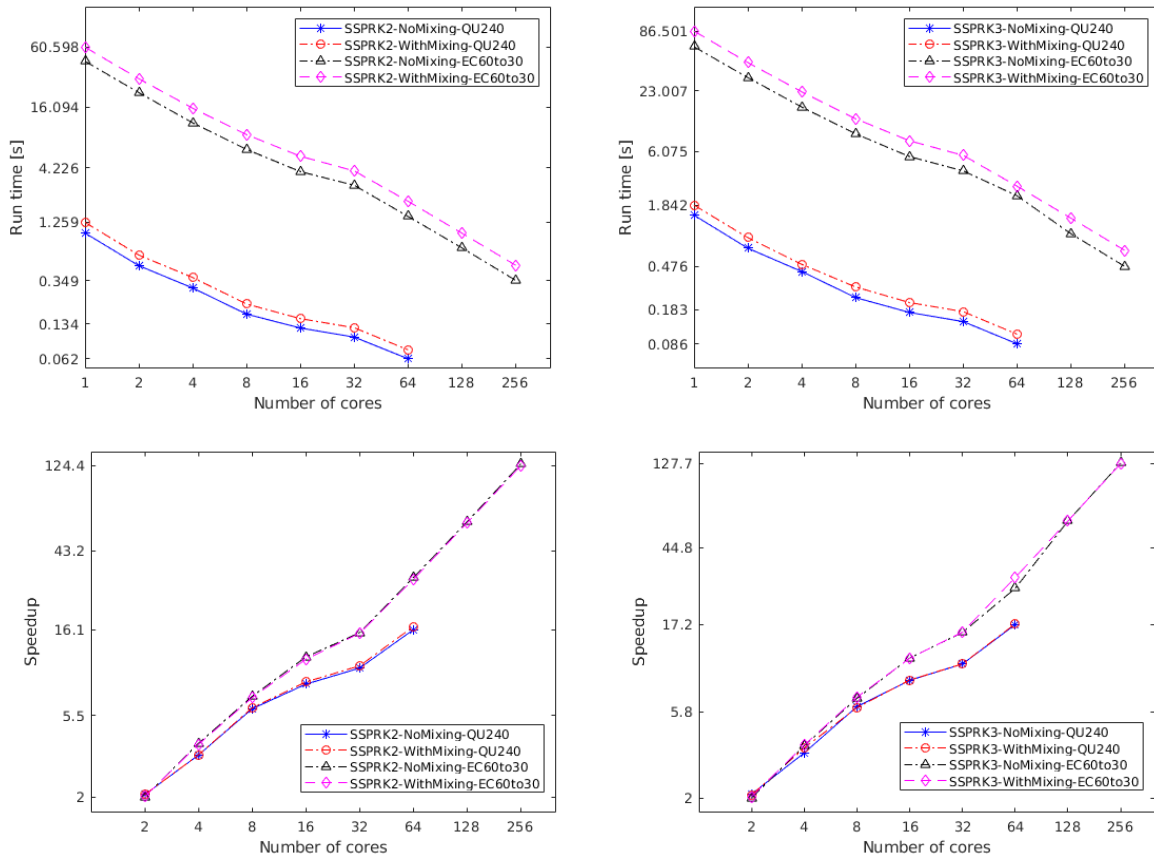 SSPRK2-NoMixing-QU240
SSPRK2-WithMixing-QU240
SSPRK2-NoMixing-EC60to30
SSPRK2-WithMixing-EC60to30
60.598
16.094
4.226
1.259
0.349
0.134
0.062
Run time [s]
1 2 4 8 16 32 64 128 256
Number of cores
SSPRK3-NoMixing-QU240
SSPRK3-WithMixing-QU240
SSPRK3-NoMixing-EC60to30
SSPRK3-WithMixing-EC60to30
86.501
23.007
6.075
1.842
0.476
0.183
0.086
Run time [s]
1 2 4 8 16 32 64 128 256
Number of cores
124.4
43.2
16.1
5.5
2
Speedup
SSPRK2-NoMixing-QU240
SSPRK2-WithMixing-QU240
SSPRK2-NoMixing-EC60to30
SSPRK2-WithMixing-EC60to30
2 4 8 16 32 64 128 256
Number of cores
127.7
44.8
17.2
5.8
2
Speedup
SSPRK3-NoMixing-QU240
SSPRK3-WithMixing-QU240
SSPRK3-NoMixing-EC60to30
SSPRK3-WithMixing-EC60to30
2 4 8 16 32 64 128 256
Number of cores